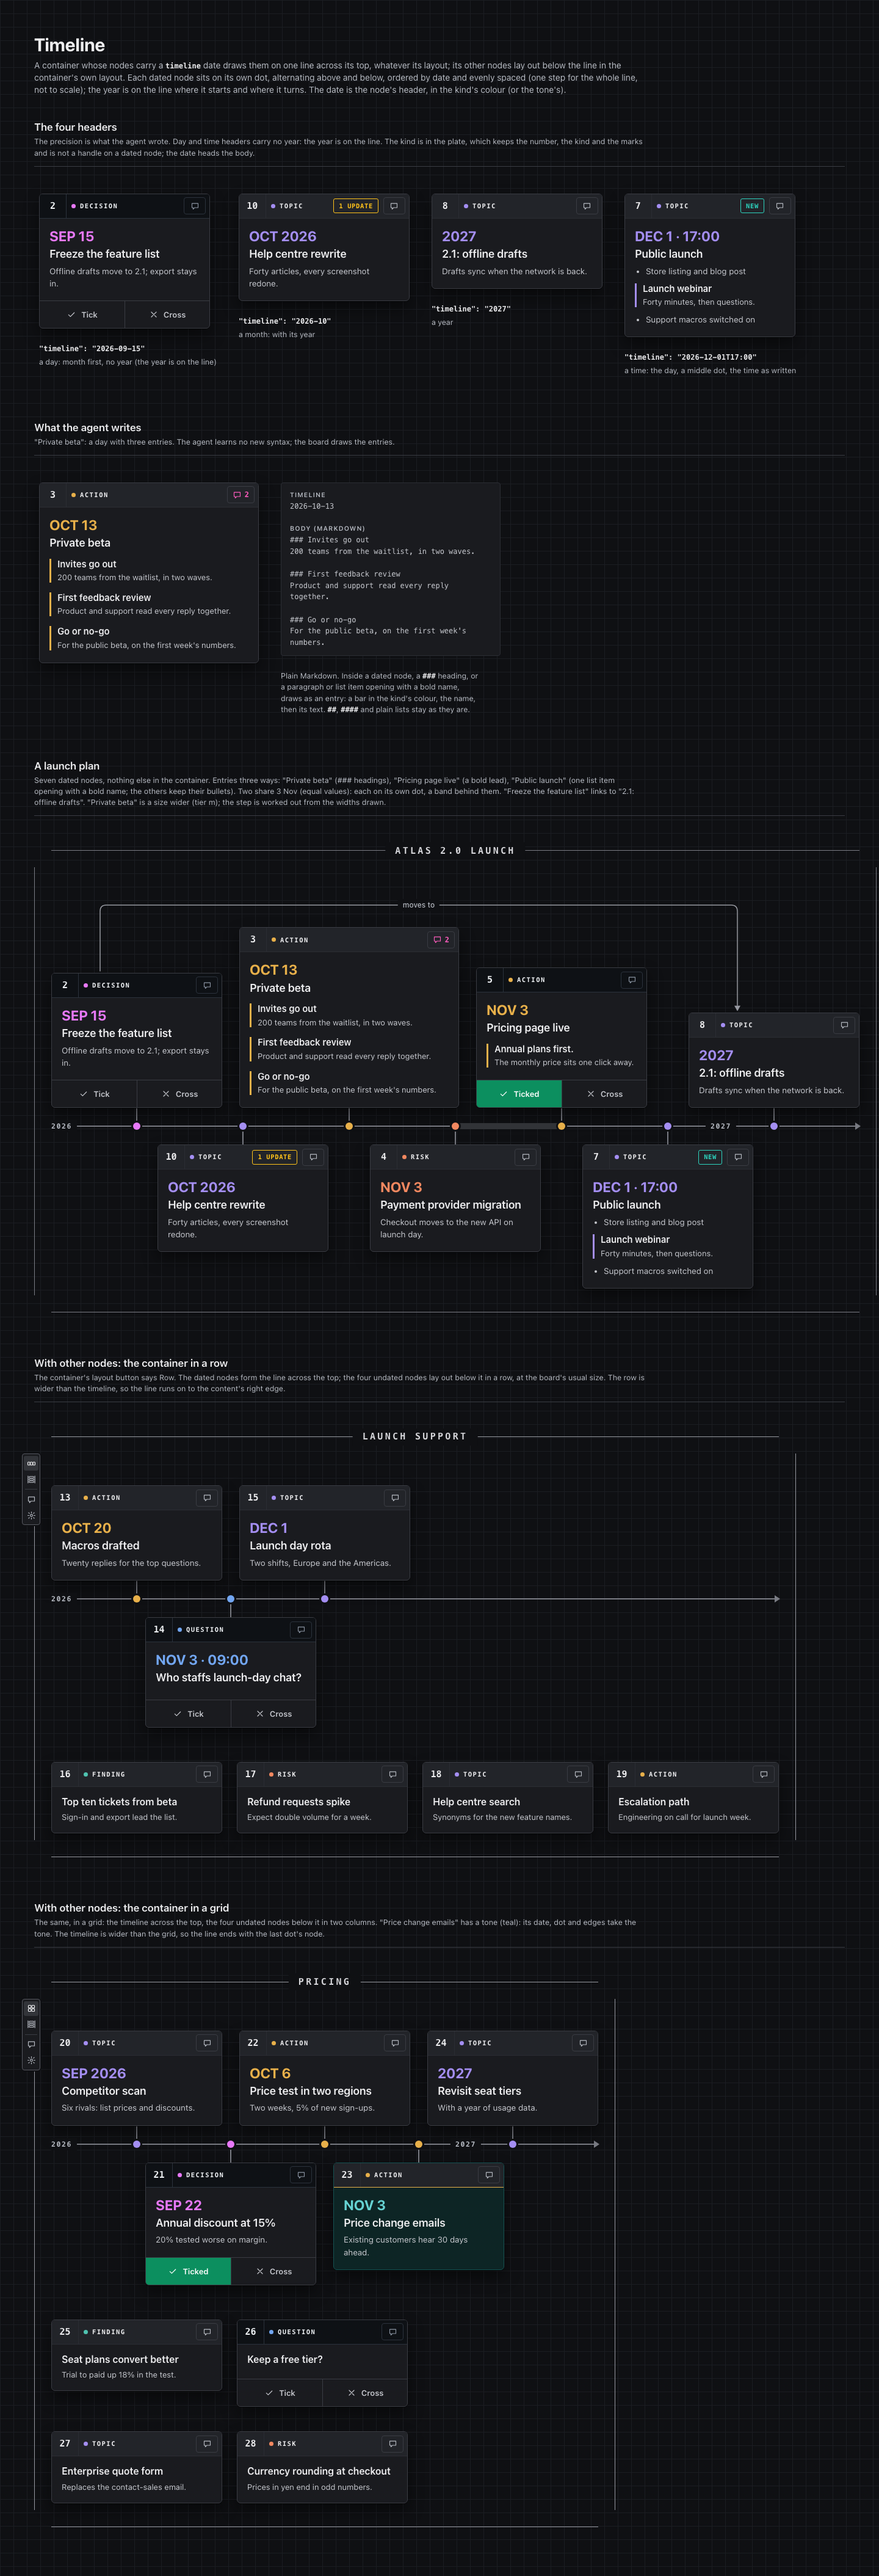 Timeline
A container whose nodes carry a timeline date draws them on one line across its top, whatever its layout; its other nodes lay out below the line in the
container's own layout. Each dated node sits on its own dot, alternating above and below, ordered by date and evenly spaced (one step for the whole line,
not to scale); the year is on the line where it starts and where it turns. The date is the node's header, in the kind's colour (or the tone's).
The four headers
The precision is what the agent wrote. Day and time headers carry no year: the year is on the line. The kind is in the plate, which keeps the number, the kind and the marks
and is not a handle on a dated node; the date heads the body.
2 DECISION
SEP 15
Freeze the feature list
Offline drafts move to 2.1; export stays
in.
Tick Cross
"timeline": "2026-09-15"
a day: month first, no year (the year is on the line)
10 TOPIC 1 UPDATE
OCT 2026
Help centre rewrite
Forty articles, every screenshot
redone.
"timeline": "2026-10"
a month: with its year
8 TOPIC
2027
2.1: offline drafts
Drafts sync when the network is back.
"timeline": "2027"
a year
7 TOPIC NEW
DEC 1 · 17:00
Public launch
• Store listing and blog post
Launch webinar
Forty minutes, then questions.
• Support macros switched on
"timeline": "2026-12-01T17:00"
a time: the day, a middle dot, the time as written
What the agent writes
"Private beta": a day with three entries. The agent learns no new syntax; the board draws the entries.
3 ACTION 2
OCT 13
Private beta
Invites go out
200 teams from the waitlist, in two waves.
First feedback review
Product and support read every reply together.
Go or no-go
For the public beta, on the first week's numbers.
TIMELINE
2026-10-13
BODY (MARKDOWN)
### Invites go out
200 teams from the waitlist, in two waves.
### First feedback review
Product and support read every reply
together.
### Go or no-go
For the public beta, on the first week's
numbers.
Plain Markdown. Inside a dated node, a ### heading, or
a paragraph or list item opening with a bold name,
draws as an entry: a bar in the kind's colour, the name,
then its text. ##, #### and plain lists stay as they are.
A launch plan
Seven dated nodes, nothing else in the container. Entries three ways: "Private beta" (### headings), "Pricing page live" (a bold lead), "Public launch" (one list item
opening with a bold name; the others keep their bullets). Two share 3 Nov (equal values): each on its own dot, a band behind them. "Freeze the feature list" links to "2.1:
offline drafts". "Private beta" is a size wider (tier m); the step is worked out from the widths drawn.
ATLAS 2.0 LAUNCH
moves to
2 DECISION
SEP 15
Freeze the feature list
Offline drafts move to 2.1; export stays
in.
Tick Cross
3 ACTION 2
OCT 13
Private beta
Invites go out
200 teams from the waitlist, in two waves.
First feedback review
Product and support read every reply together.
Go or no-go
For the public beta, on the first week's numbers.
5 ACTION
NOV 3
Pricing page live
Annual plans first.
The monthly price sits one click away.
Ticked Cross
8 TOPIC
2027
2.1: offline drafts
Drafts sync when the network is back.
2026 2027
10 TOPIC 1 UPDATE
OCT 2026
Help centre rewrite
Forty articles, every screenshot
redone.
4 RISK
NOV 3
Payment provider migration
Checkout moves to the new API on
launch day.
7 TOPIC NEW
DEC 1 · 17:00
Public launch
• Store listing and blog post
Launch webinar
Forty minutes, then questions.
• Support macros switched on
With other nodes: the container in a row
The container's layout button says Row. The dated nodes form the line across the top; the four undated nodes lay out below it in a row, at the board's usual size. The row is
wider than the timeline, so the line runs on to the content's right edge.
LAUNCH SUPPORT
13 ACTION
OCT 20
Macros drafted
Twenty replies for the top questions.
15 TOPIC
DEC 1
Launch day rota
Two shifts, Europe and the Americas.
2026
14 QUESTION
NOV 3 · 09:00
Who staffs launch-day chat?
Tick Cross
16 FINDING
Top ten tickets from beta
Sign-in and export lead the list.
17 RISK
Refund requests spike
Expect double volume for a week.
18 TOPIC
Help centre search
Synonyms for the new feature names.
19 ACTION
Escalation path
Engineering on call for launch week.
With other nodes: the container in a grid
The same, in a grid: the timeline across the top, the four undated nodes below it in two columns. "Price change emails" has a tone (teal); its date, dot and edges take the
tone. The timeline is wider than the grid, so the line ends with the last dot's node.
PRICING
20 TOPIC
SEP 2026
Competitor scan
Six rivals: list prices and discounts.
22 ACTION
OCT 6
Price test in two regions
Two weeks, 5% of new sign-ups.
24 TOPIC
2027
Revisit seat tiers
With a year of usage data.
2026 2027
21 DECISION
SEP 22
Annual discount at 15%
20% tested worse on margin.
Ticked Cross
23 ACTION
NOV 3
Price change emails
Existing customers hear 30 days
ahead.
25 FINDING
Seat plans convert better
Trial to paid up 18% in the test.
26 QUESTION
Keep a free tier?
Tick Cross
27 TOPIC
Enterprise quote form
Replaces the contact-sales email.
28 RISK
Currency rounding at checkout
Prices in yen end in odd numbers.